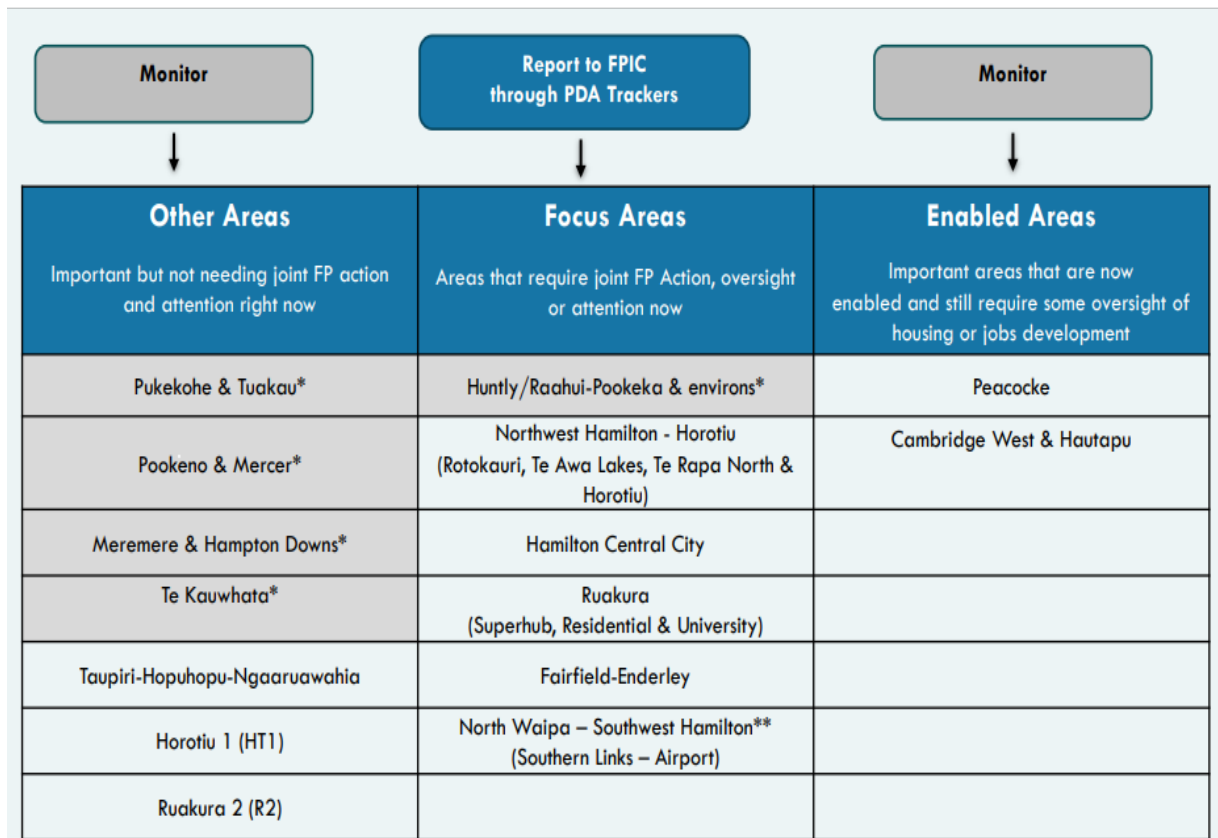 Monitor
Report to FPIC
through PDA Trackers
Monitor
Other Areas
Important but not needing joint FP action
and attention right now
Focus Areas
Areas that require joint FP Action, oversight
or attention now
Enabled Areas
Important areas that are now
enabled and still require some oversight of
housing or jobs development
Pukekohe & Tuakau*
Huntly/Raahui-Pookeka & environs*
Peacocke
Pookeno & Mercer*
Northwest Hamilton - Horotiu
(Rotokauri, Te Awa Lakes, Te Rapa North &
Horotiu)
Cambridge West & Hautapu
Meremere & Hampton Downs*
Hamilton Central City
Te Kauwhata*
Ruakura
(Superhub, Residential & University)
Taupiri-Hopuhopu-Ngaaruawahia
Fairfield-Enderley
Horotiu 1 (HT1)
North Waipa – Southwest Hamilton**
(Southern Links – Airport)
Ruakura 2 (R2)